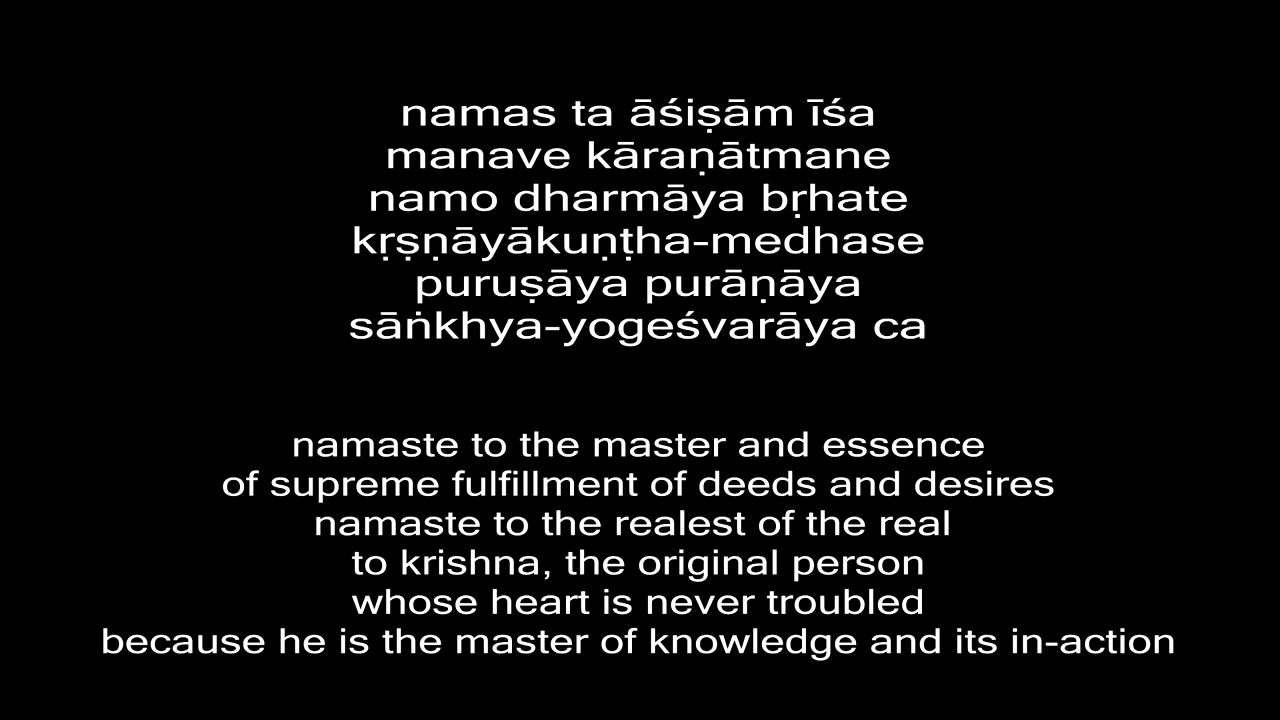 namas ta āśiṣām īśa
manave kāraṇātmane
namo dharmāya bṛhate
kṛṣṇāyākuṇṭha-medhase
puruṣāya purāṇāya
sāṅkhya-yogeśvarāya ca
namaste to the master and essence
of supreme fulfillment of deeds and desires
namaste to the realest of the real
to krishna, the original person
whose heart is never troubled
because he is the master of knowledge and its in-action